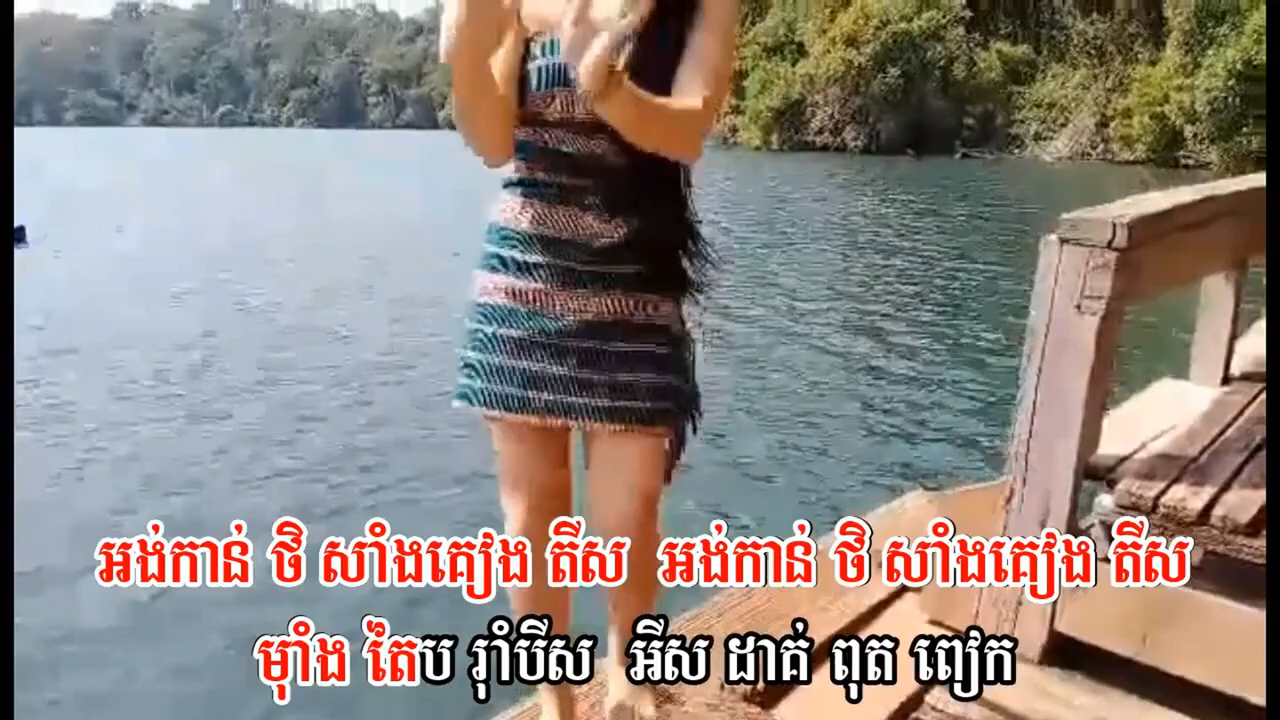 អង់កាន់ ថិ សាំងគៀង តីស អង់កាន់ ថិ សាំងគៀង តីស
ម៉ាំង តៃប រ៉ាំបីស អីស ដាគ់ ពុត ពៀក